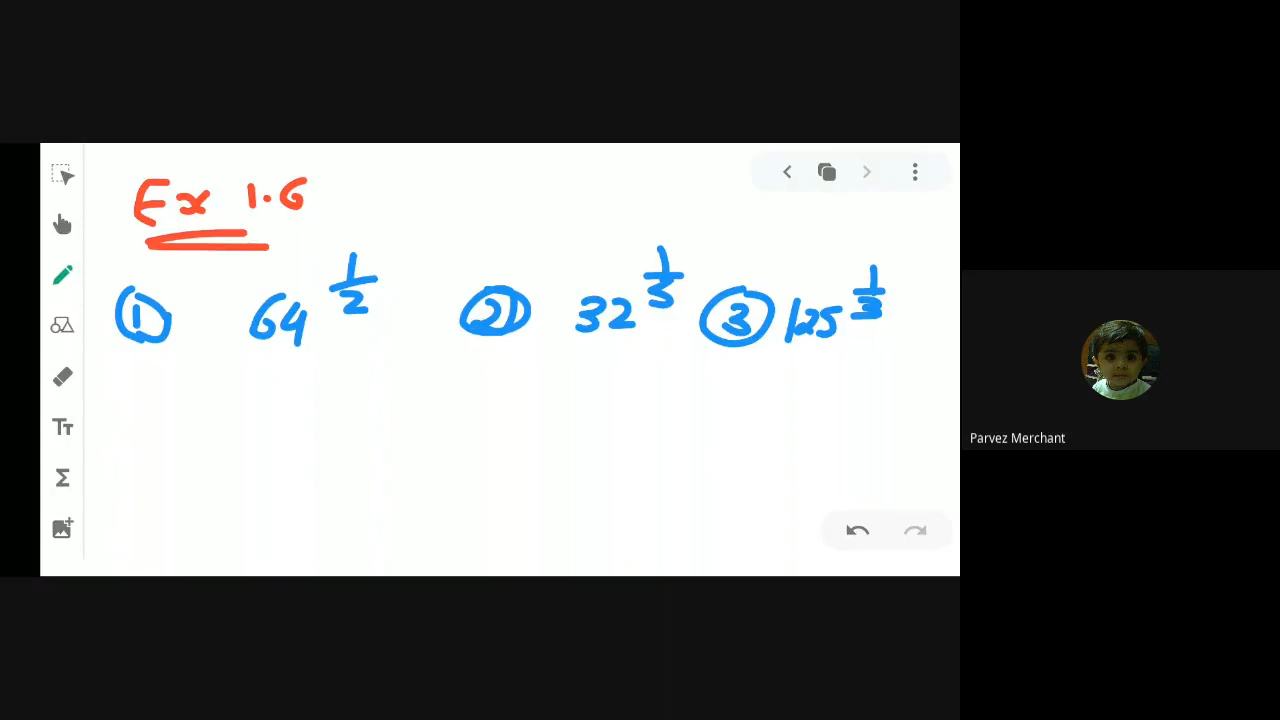 Ex 1.6
① 64^{1/2} ② 32^{1/5} ③ 125^{1/3}
Parvez Merchant